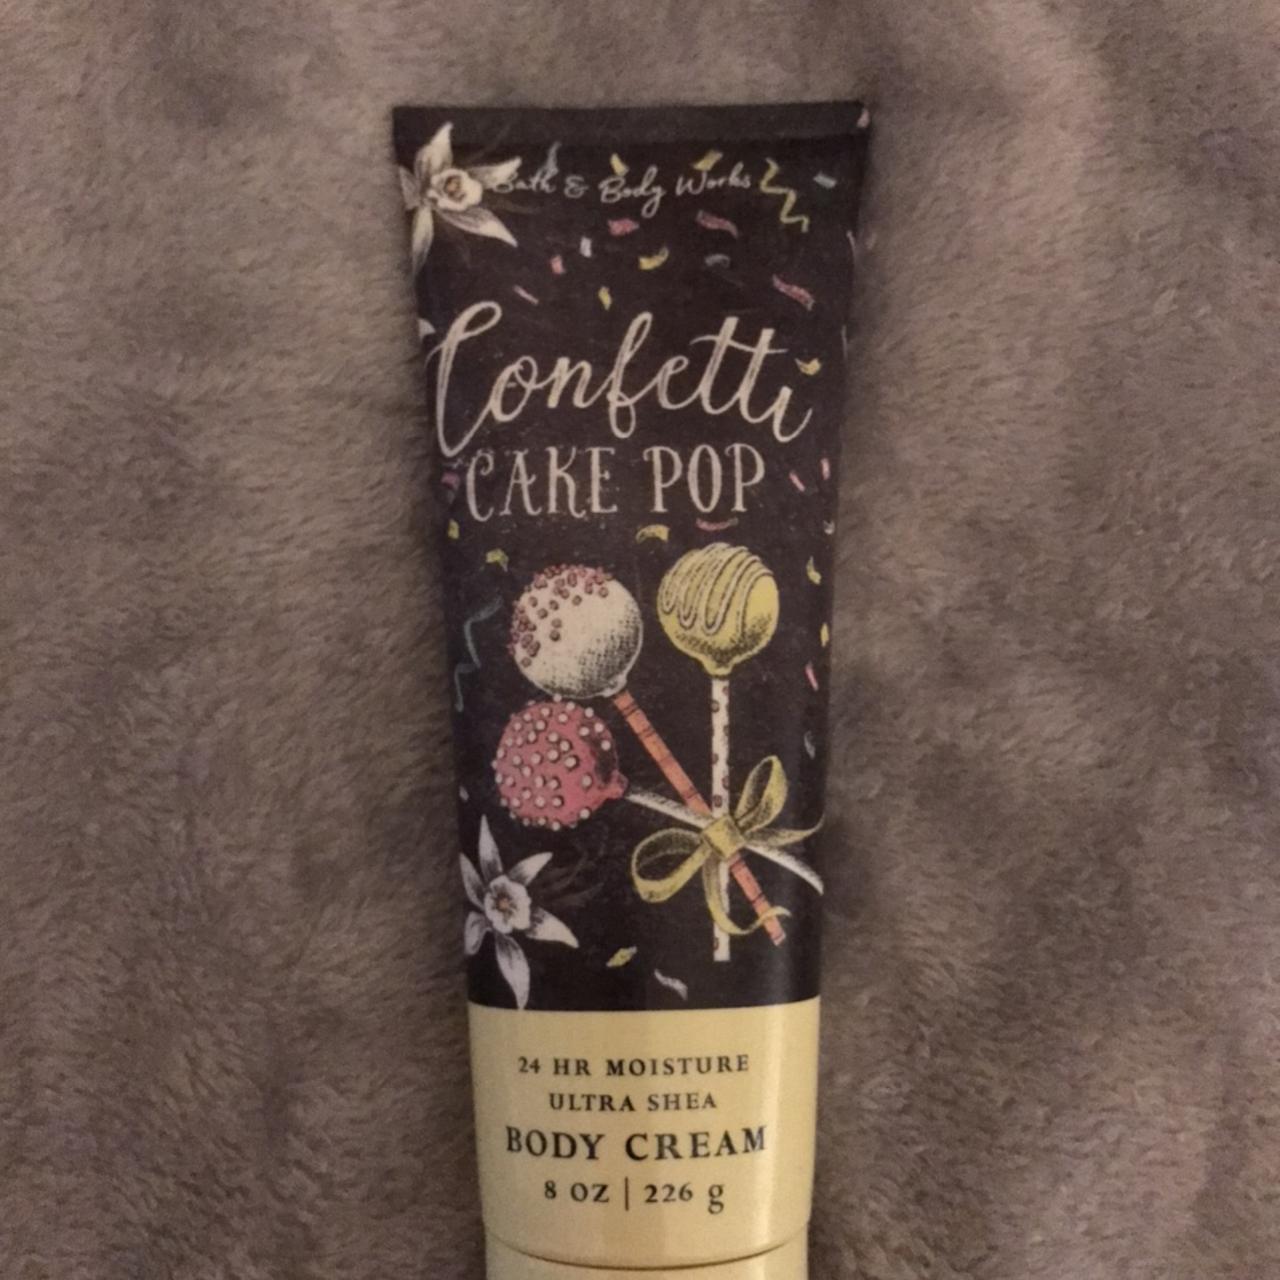 Bath & Body Works
Confetti
CAKE POP
24 HR MOISTURE
ULTRA SHEA
BODY CREAM
8 OZ | 226 g